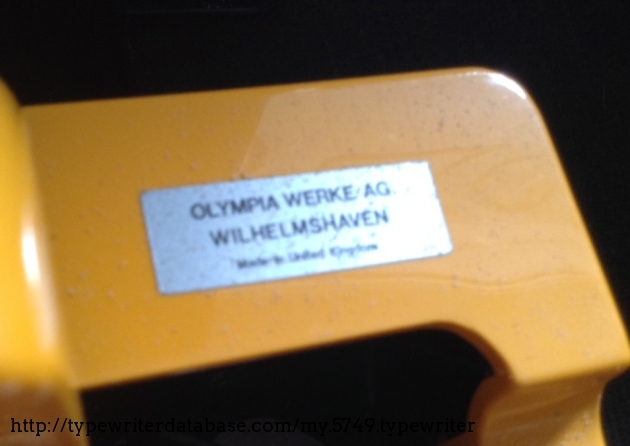 OLYMPIA WERKE AG.
WILHELMSHAVEN
Made in United Kingdom
http://typewriterdatabase.com/my.5749.typewriter